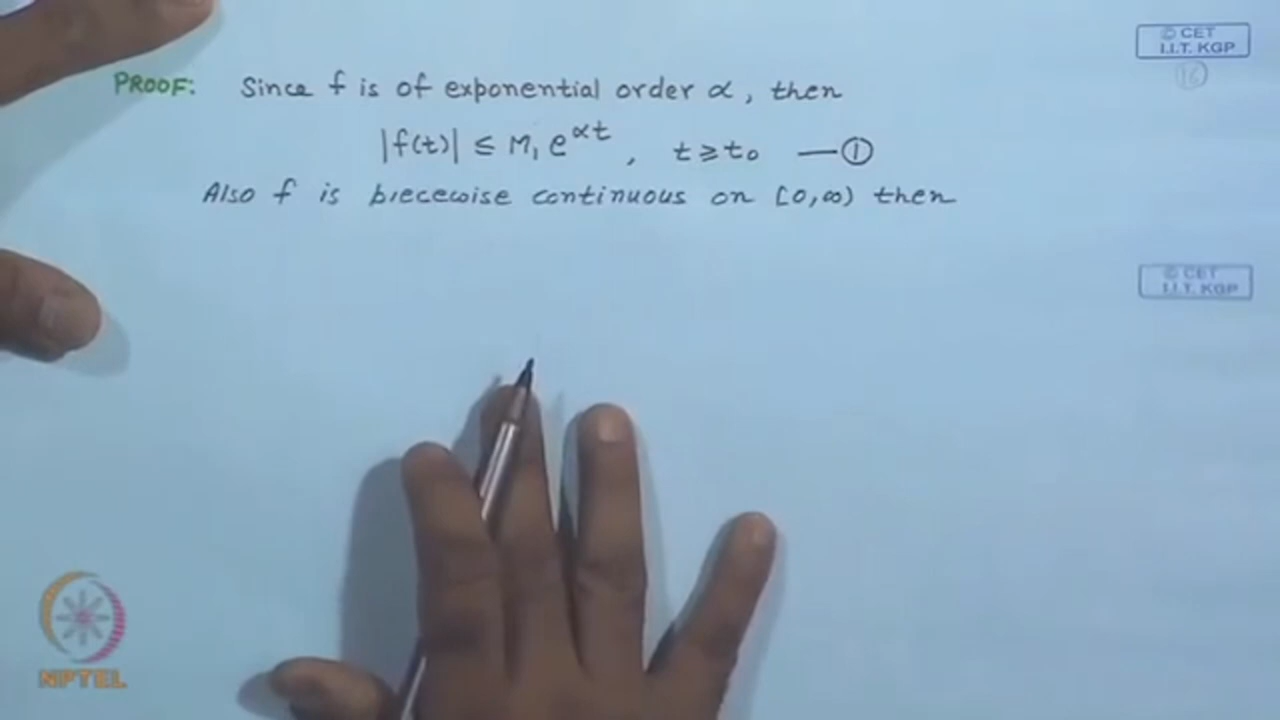 © CET
I.I.T. KGP
16
PROOF: Since f is of exponential order α, then
|f(t)| ≤ M₁ e^{αt} , t ≥ t₀ —①
Also f is piecewise continuous on [0,∞) then
© CET
I.I.T. KGP
NPTEL